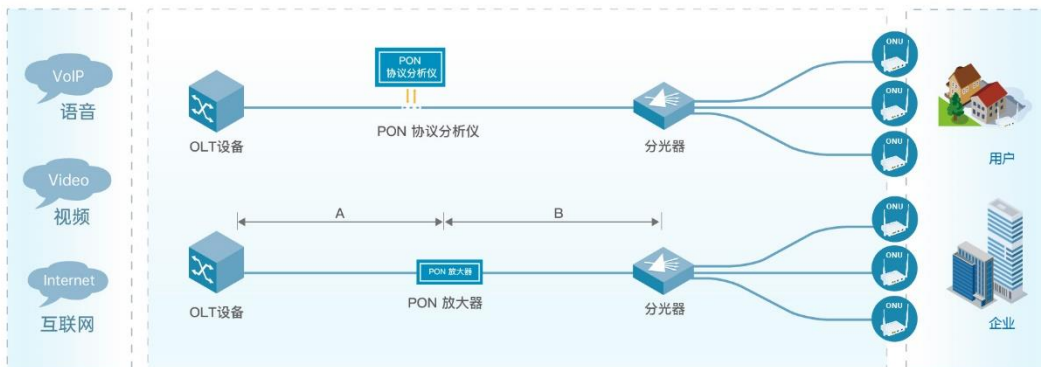 VoIP
语音
Video
视频
Internet
互联网
PON
协议分析仪
PON 协议分析仪
OLT设备
分光器
ONU
ONU
ONU
A
B
PON 放大器
PON 放大器
OLT设备
分光器
ONU
ONU
ONU
用户
企业